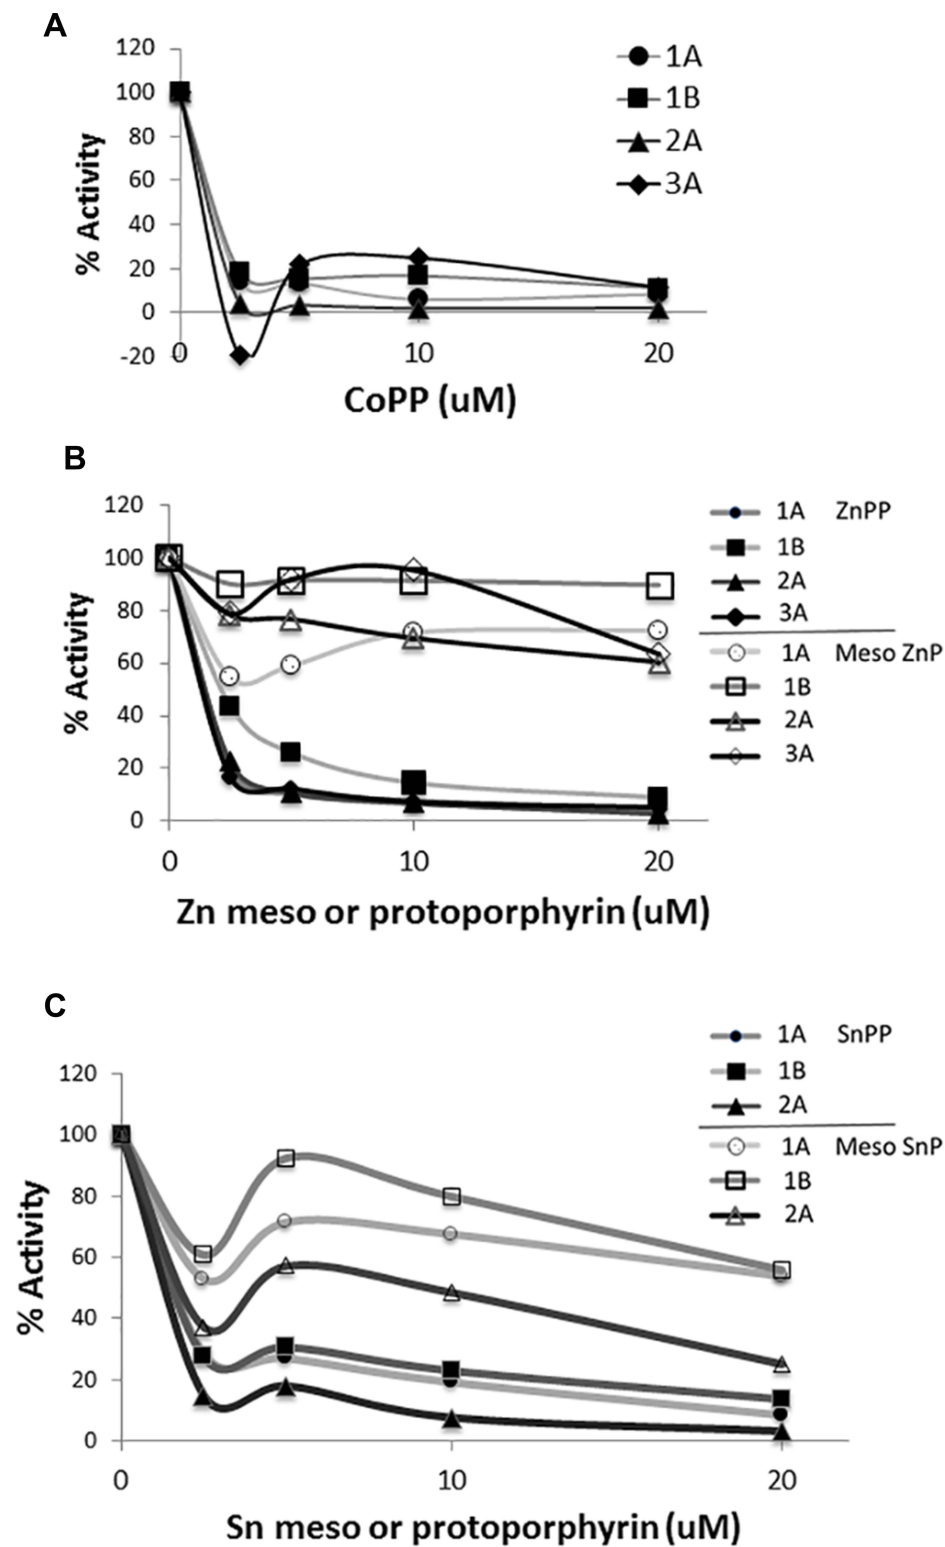 A
120
100
80
60
40
20
0
-20
% Activity
0 10 20
CoPP (uM)
1A
1B
2A
3A
B
120
100
80
60
40
20
0
% Activity
0 10 20
Zn meso or protoporphyrin (uM)
1A ZnPP
1B
2A
3A
1A Meso ZnP
1B
2A
3A
C
120
100
80
60
40
20
0
% Activity
0 10 20
Sn meso or protoporphyrin (uM)
1A SnPP
1B
2A
1A Meso SnP
1B
2A